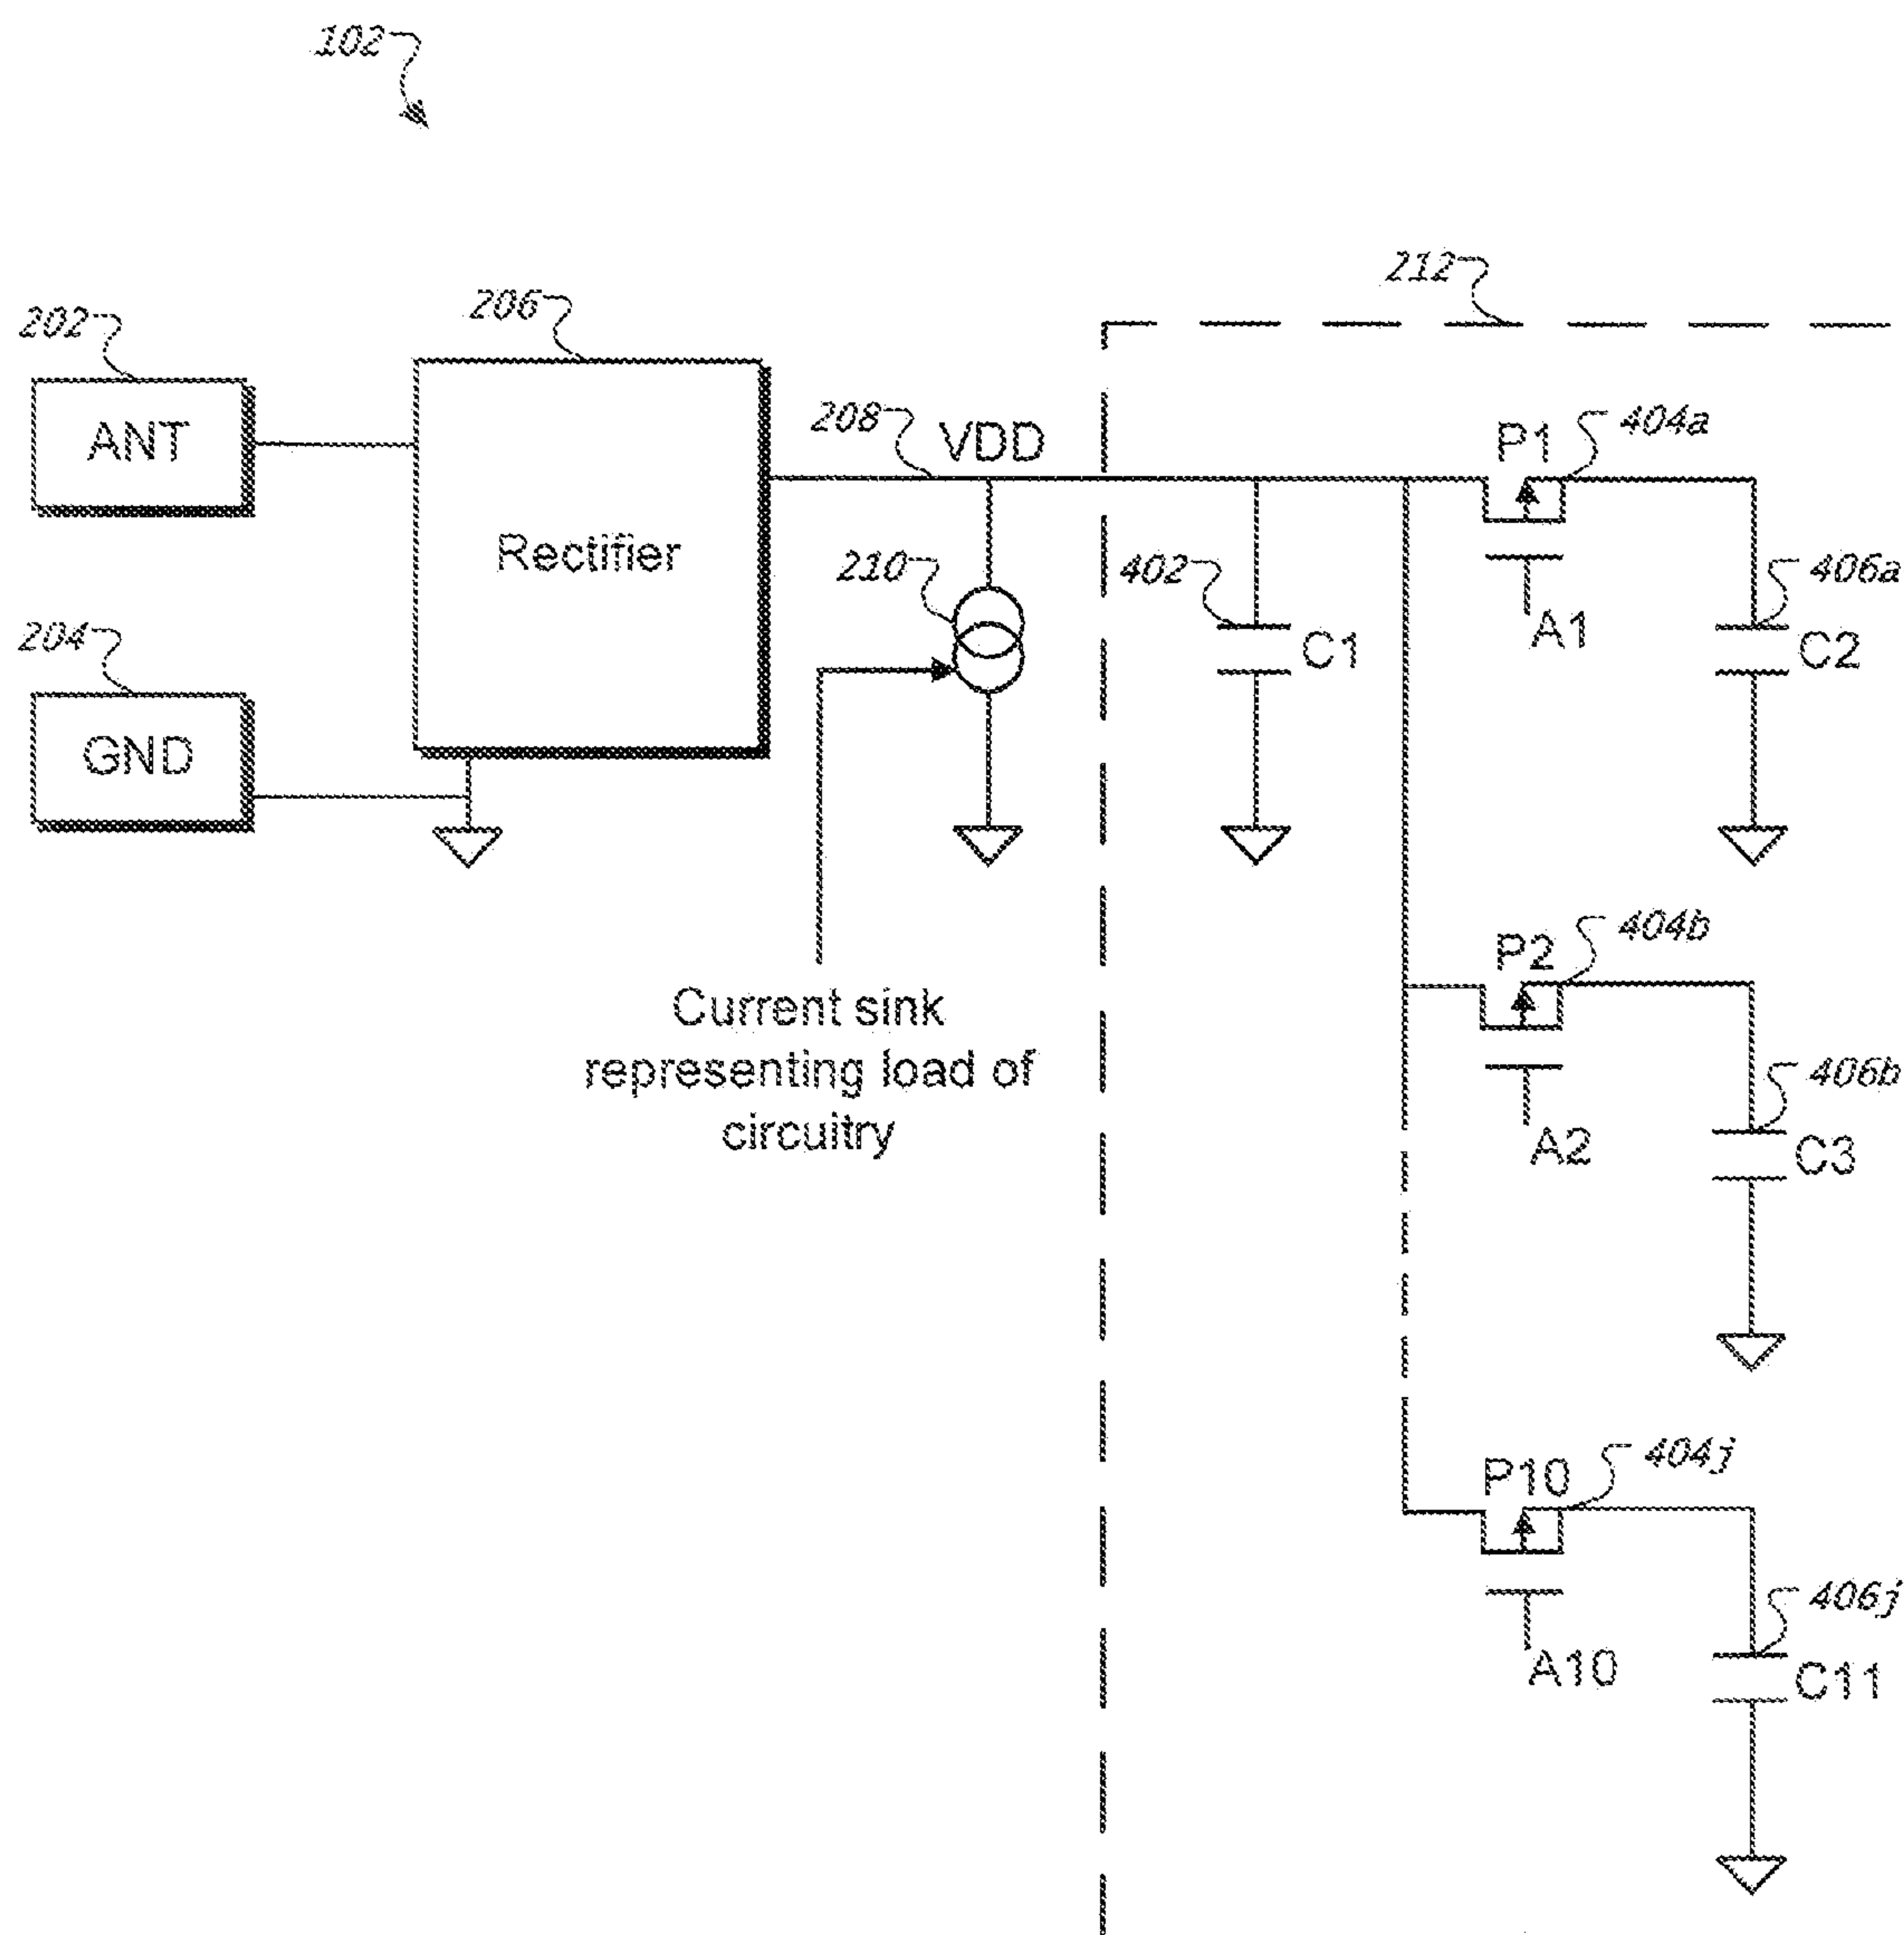 102
212
206
202
ANT
Rectifier
208
VDD
P1
404a
210
402
C1
A1
406a
C2
204
GND
Current sink
representing load of
circuitry
P2
404b
A2
406b
C3
P10
404j
A10
406j
C11